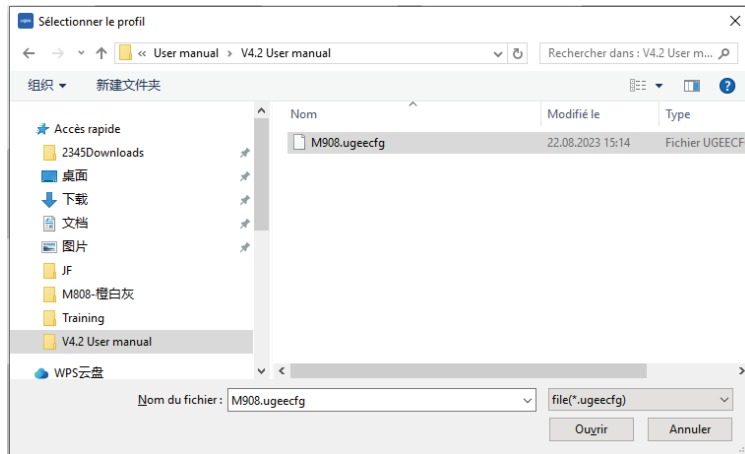 Sélectionner le profil
« User manual › V4.2 User manual
Rechercher dans : V4.2 User m...
组织
新建文件夹
Nom
Modifié le
Type
M908.ugeecfg
22.08.2023 15:14
Fichier UGEECF
Accès rapide
2345Downloads
桌面
下载
文档
图片
JF
M808-橙白灰
Training
V4.2 User manual
WPS云盘
Nom du fichier :
M908.ugeecfg
file(*.ugeecfg)
Ouvrir
Annuler